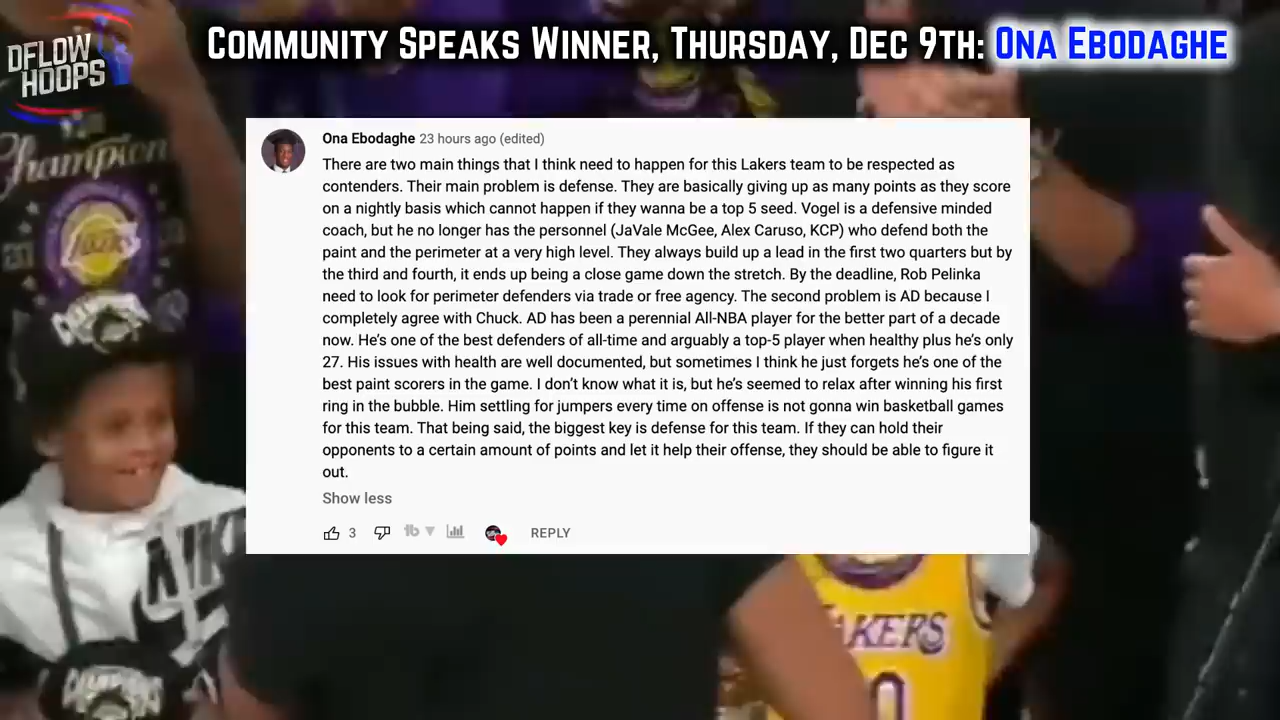 DFLOW
HOOPS
COMMUNITY SPEAKS WINNER, THURSDAY, DEC 9TH: ONA EBODAGHE
Ona Ebodaghe 23 hours ago (edited)
There are two main things that I think need to happen for this Lakers team to be respected as
contenders. Their main problem is defense. They are basically giving up as many points as they score
on a nightly basis which cannot happen if they wanna be a top 5 seed. Vogel is a defensive minded
coach, but he no longer has the personnel (JaVale McGee, Alex Caruso, KCP) who defend both the
paint and the perimeter at a very high level. They always build up a lead in the first two quarters but by
the third and fourth, it ends up being a close game down the stretch. By the deadline, Rob Pelinka
need to look for perimeter defenders via trade or free agency. The second problem is AD because I
completely agree with Chuck. AD has been a perennial All-NBA player for the better part of a decade
now. He’s one of the best defenders of all-time and arguably a top-5 player when healthy plus he’s only
27. His issues with health are well documented, but sometimes I think he just forgets he’s one of the
best paint scorers in the game. I don’t know what it is, but he’s seemed to relax after winning his first
ring in the bubble. Him settling for jumpers every time on offense is not gonna win basketball games
for this team. That being said, the biggest key is defense for this team. If they can hold their
opponents to a certain amount of points and let it help their offense, they should be able to figure it
out.
Show less
3
REPLY
Champion
Lakers
AKERS
0